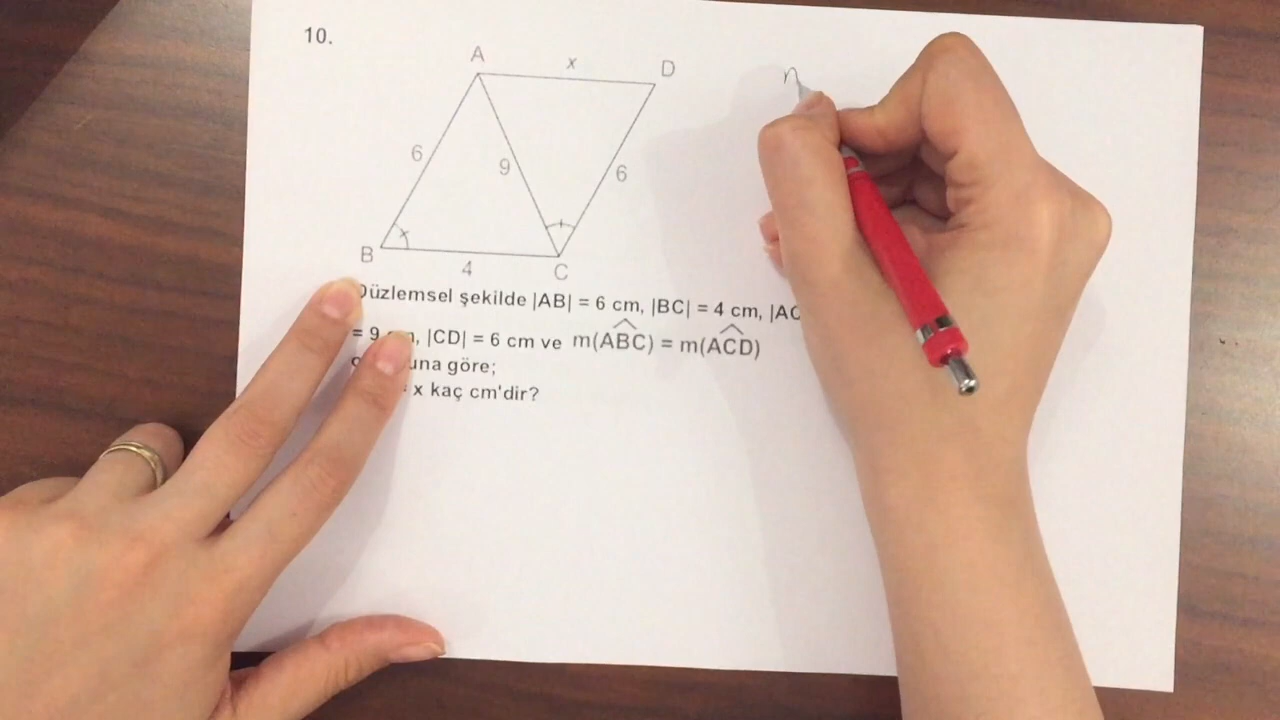 10.
A
x
D
n
6
9
6
B
4
C
Düzlemsel şekilde |AB| = 6 cm, |BC| = 4 cm, |AC
= 9 cm, |CD| = 6 cm ve m(ABC) = m(ACD)
göre;
x kaç cm'dir?